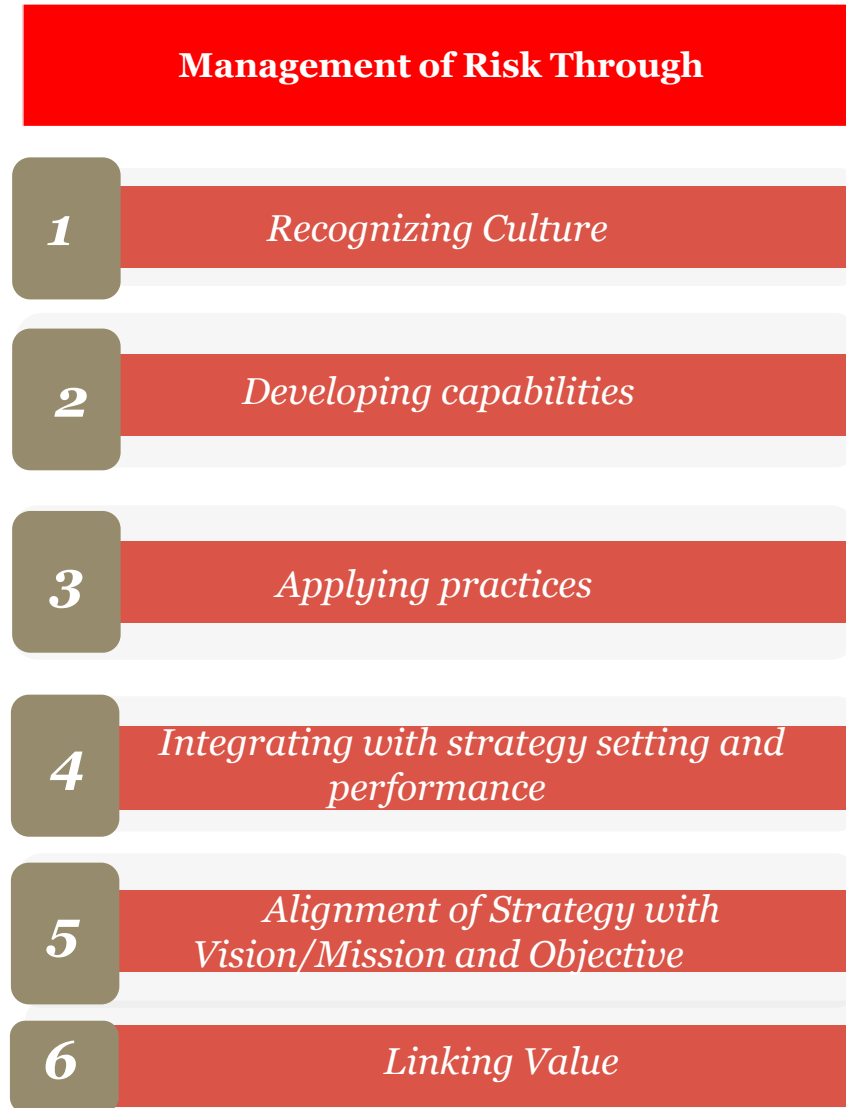 Management of Risk Through
1
Recognizing Culture
2
Developing capabilities
3
Applying practices
4
Integrating with strategy setting and
performance
5
Alignment of Strategy with
Vision/Mission and Objective
6
Linking Value